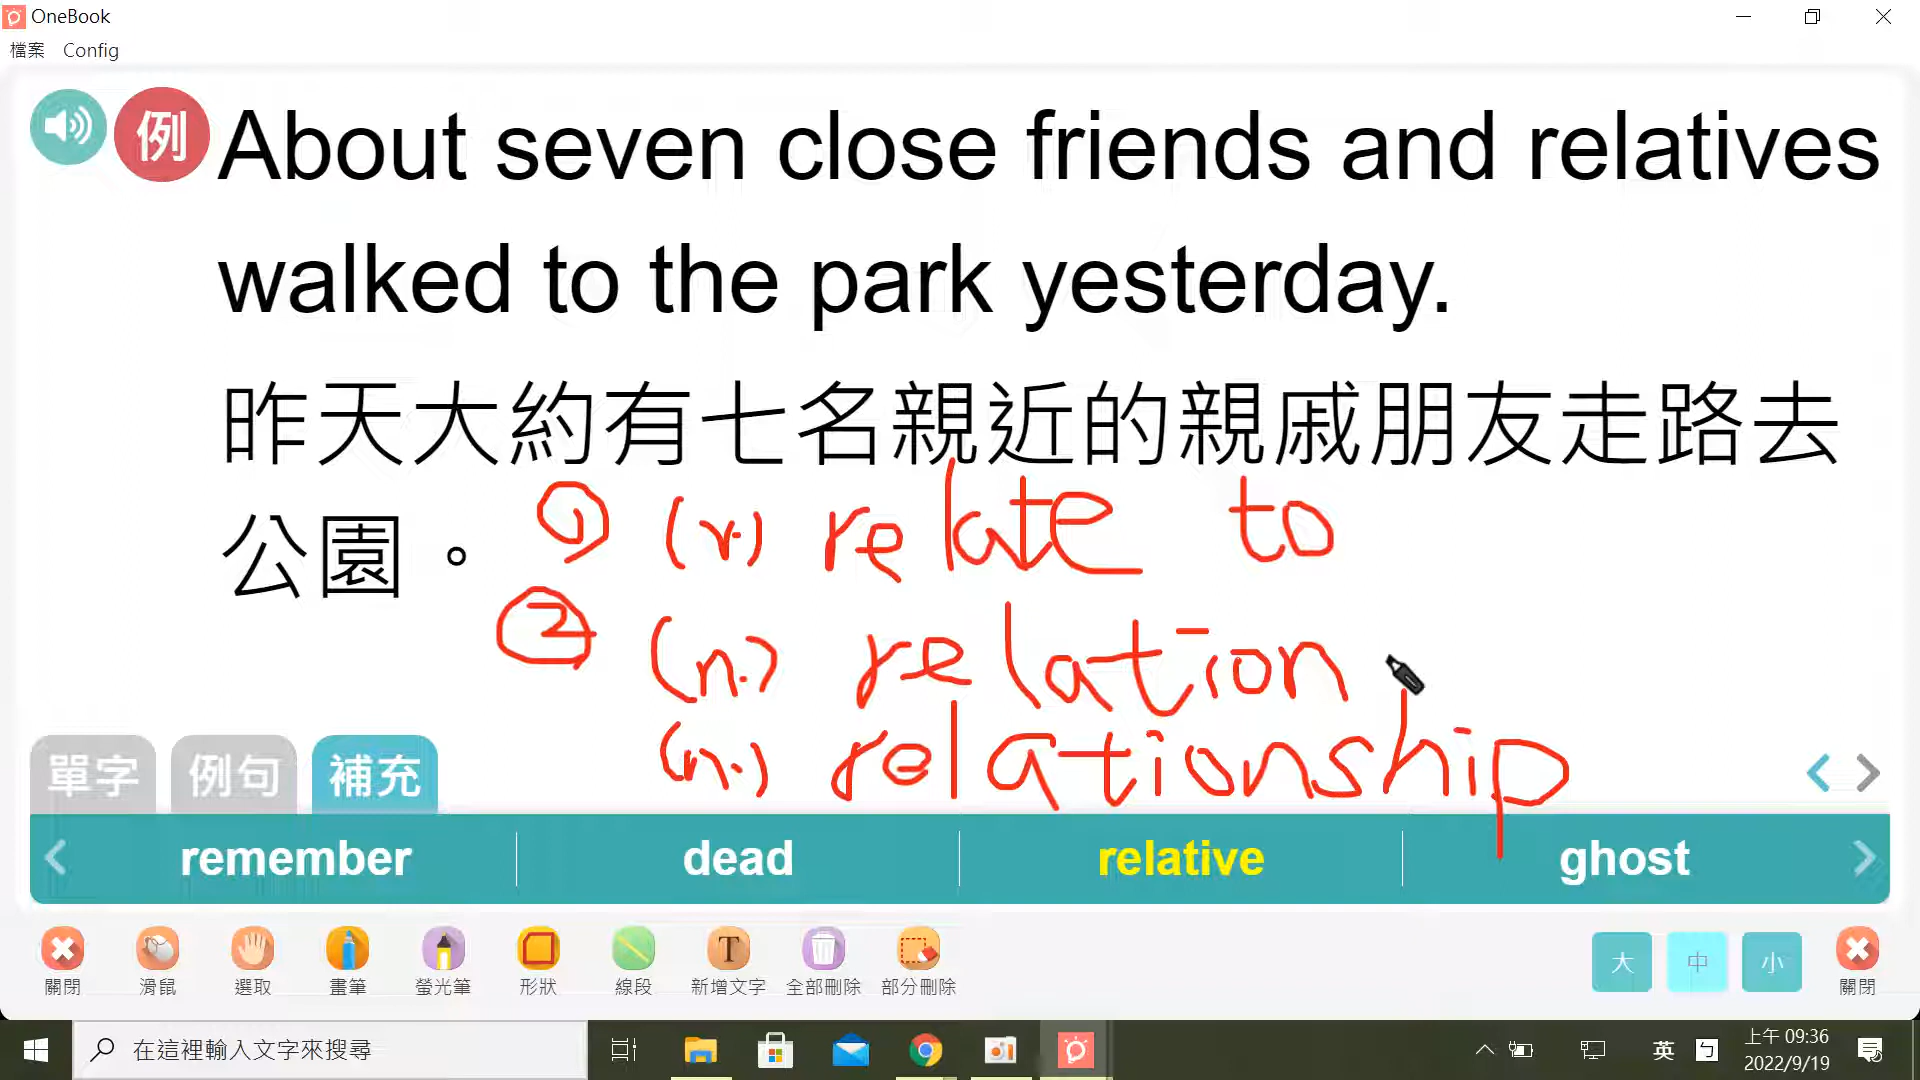 OneBook
檔案 Config
例 About seven close friends and relatives
walked to the park yesterday.
昨天大約有七名親近的親戚朋友走路去
公園。
① (v.) relate to
② (n.) relation
(n.) relationship
單字 例句 補充
remember dead relative ghost
關閉 滑鼠 選取 畫筆 螢光筆 形狀 線段 新增文字 全部刪除 部分刪除 大 中 小 關閉
在這裡輸入文字來搜尋
英 ㄅ 上午 09:36
2022/9/19